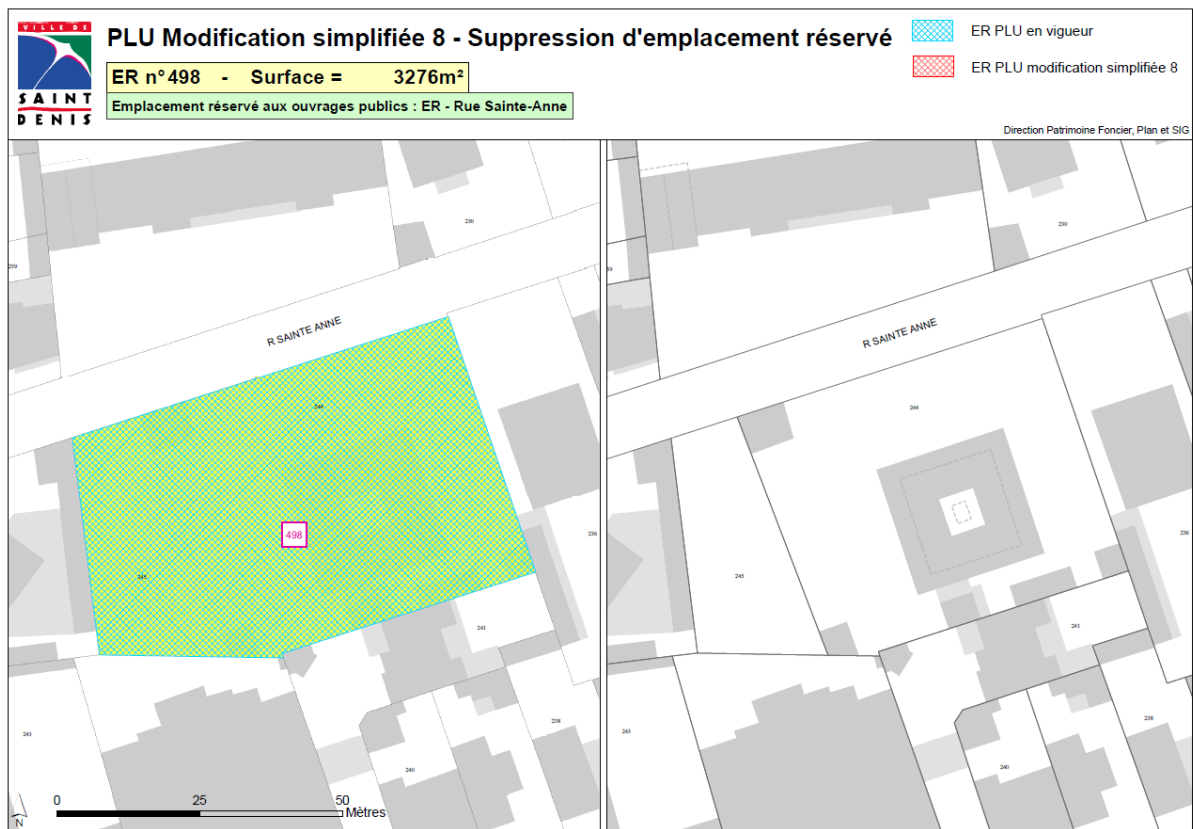 VILLE DE
SAINT
DENIS
PLU Modification simplifiée 8 - Suppression d'emplacement réservé
ER n°498 - Surface = 3276m²
Emplacement réservé aux ouvrages publics : ER - Rue Sainte-Anne
ER PLU en vigueur
ER PLU modification simplifiée 8
Direction Patrimoine Foncier, Plan et SIG
230
259
R SAINTE ANNE
244
498
236
245
241
243
238
240
0 25 50
Mètres
N
230
59
R SAINTE ANNE
244
236
245
241
243
238
240